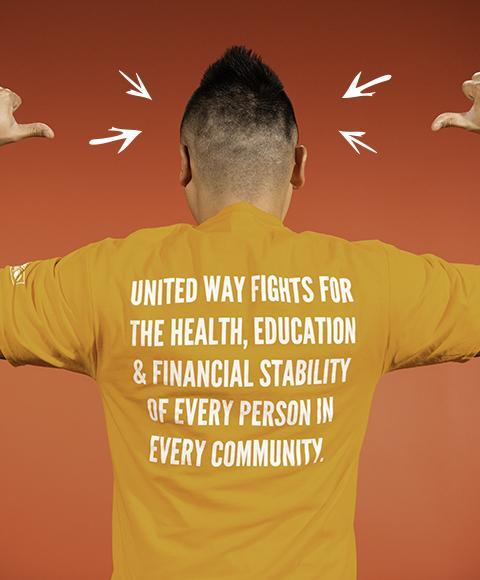 UNITED WAY FIGHTS FOR
THE HEALTH, EDUCATION
& FINANCIAL STABILITY
OF EVERY PERSON IN
EVERY COMMUNITY.